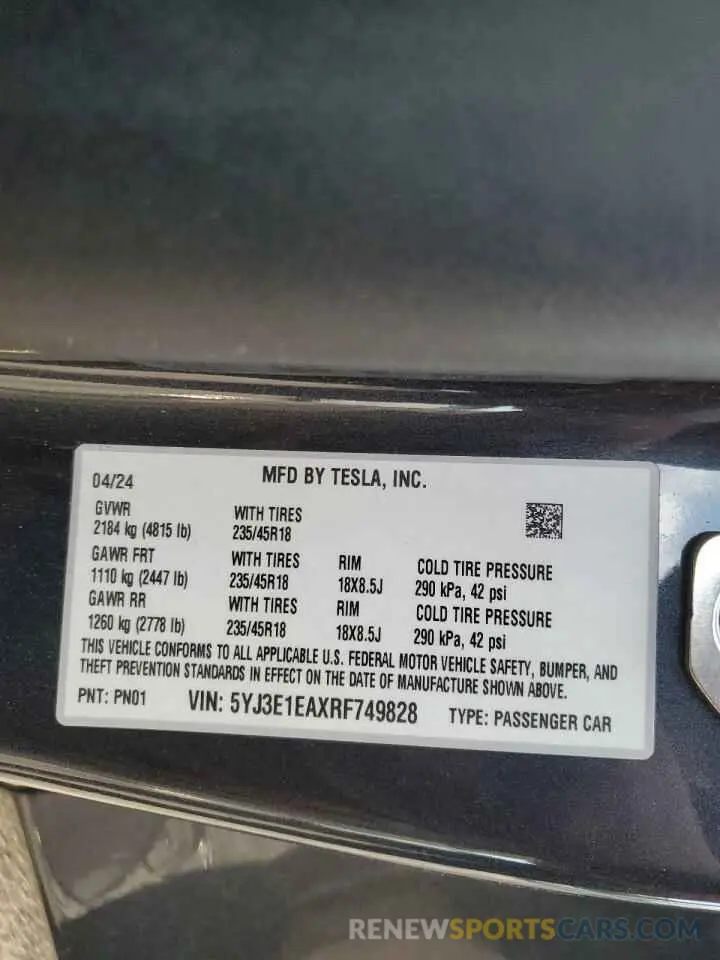 04/24 MFD BY TESLA, INC.
GVWR WITH TIRES
2184 kg (4815 lb) 235/45R18
GAWR FRT WITH TIRES RIM COLD TIRE PRESSURE
1110 kg (2447 lb) 235/45R18 18X8.5J 290 kPa, 42 psi
GAWR RR WITH TIRES RIM COLD TIRE PRESSURE
1260 kg (2778 lb) 235/45R18 18X8.5J 290 kPa, 42 psi
THIS VEHICLE CONFORMS TO ALL APPLICABLE U.S. FEDERAL MOTOR VEHICLE SAFETY, BUMPER, AND
THEFT PREVENTION STANDARDS IN EFFECT ON THE DATE OF MANUFACTURE SHOWN ABOVE.
PNT: PN01 VIN: 5YJ3E1EAXRF749828 TYPE: PASSENGER CAR
RENEWSPORTSCARS.COM